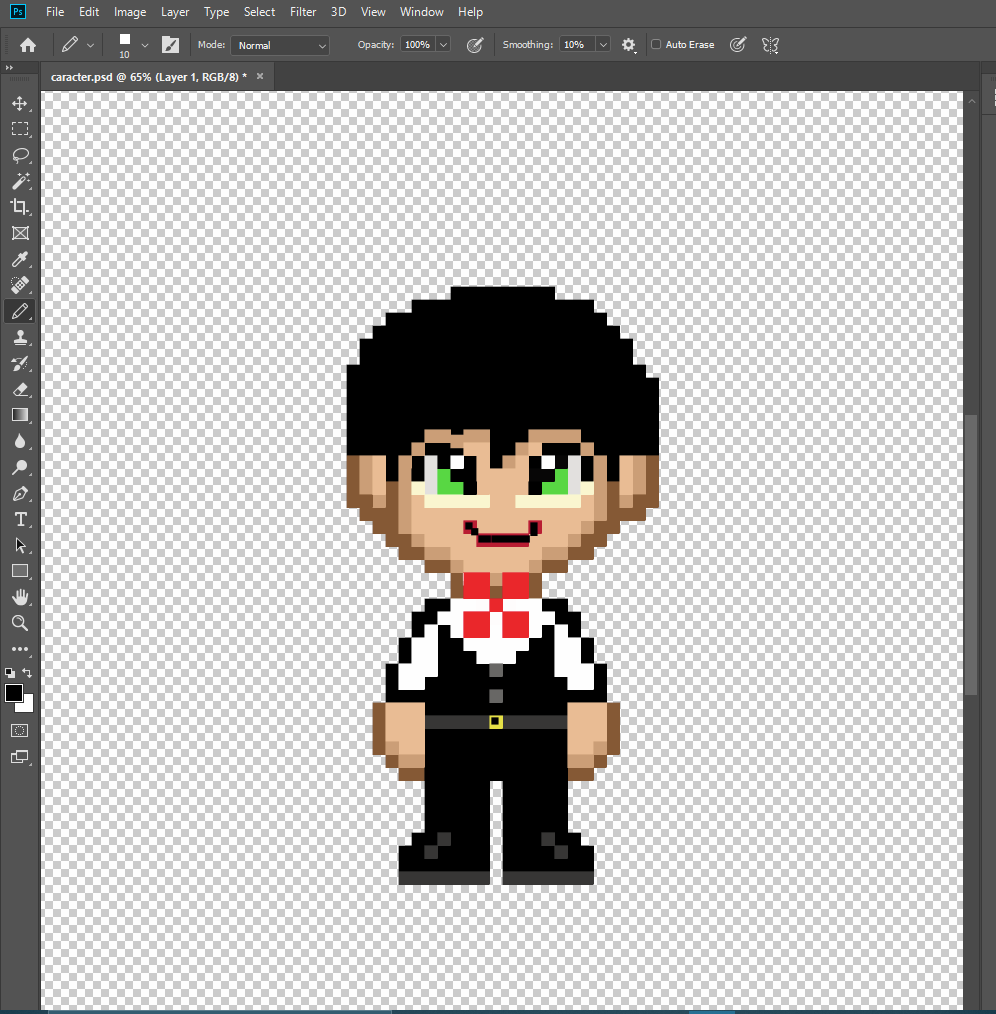 Ps File Edit Image Layer Type Select Filter 3D View Window Help
10 Mode: Normal Opacity: 100% Smoothing: 10% Auto Erase
caracter.psd @ 65% (Layer 1, RGB/8) * ×
T